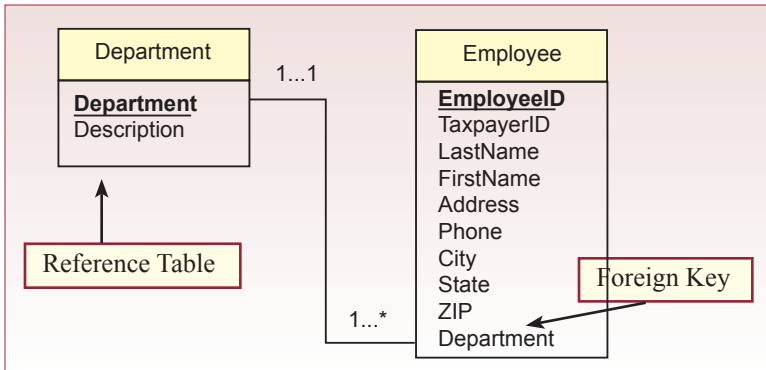 Department
Department
Description
Reference Table
1...1
1...*
Employee
EmployeeID
TaxpayerID
LastName
FirstName
Address
Phone
City
State
ZIP
Department
Foreign Key